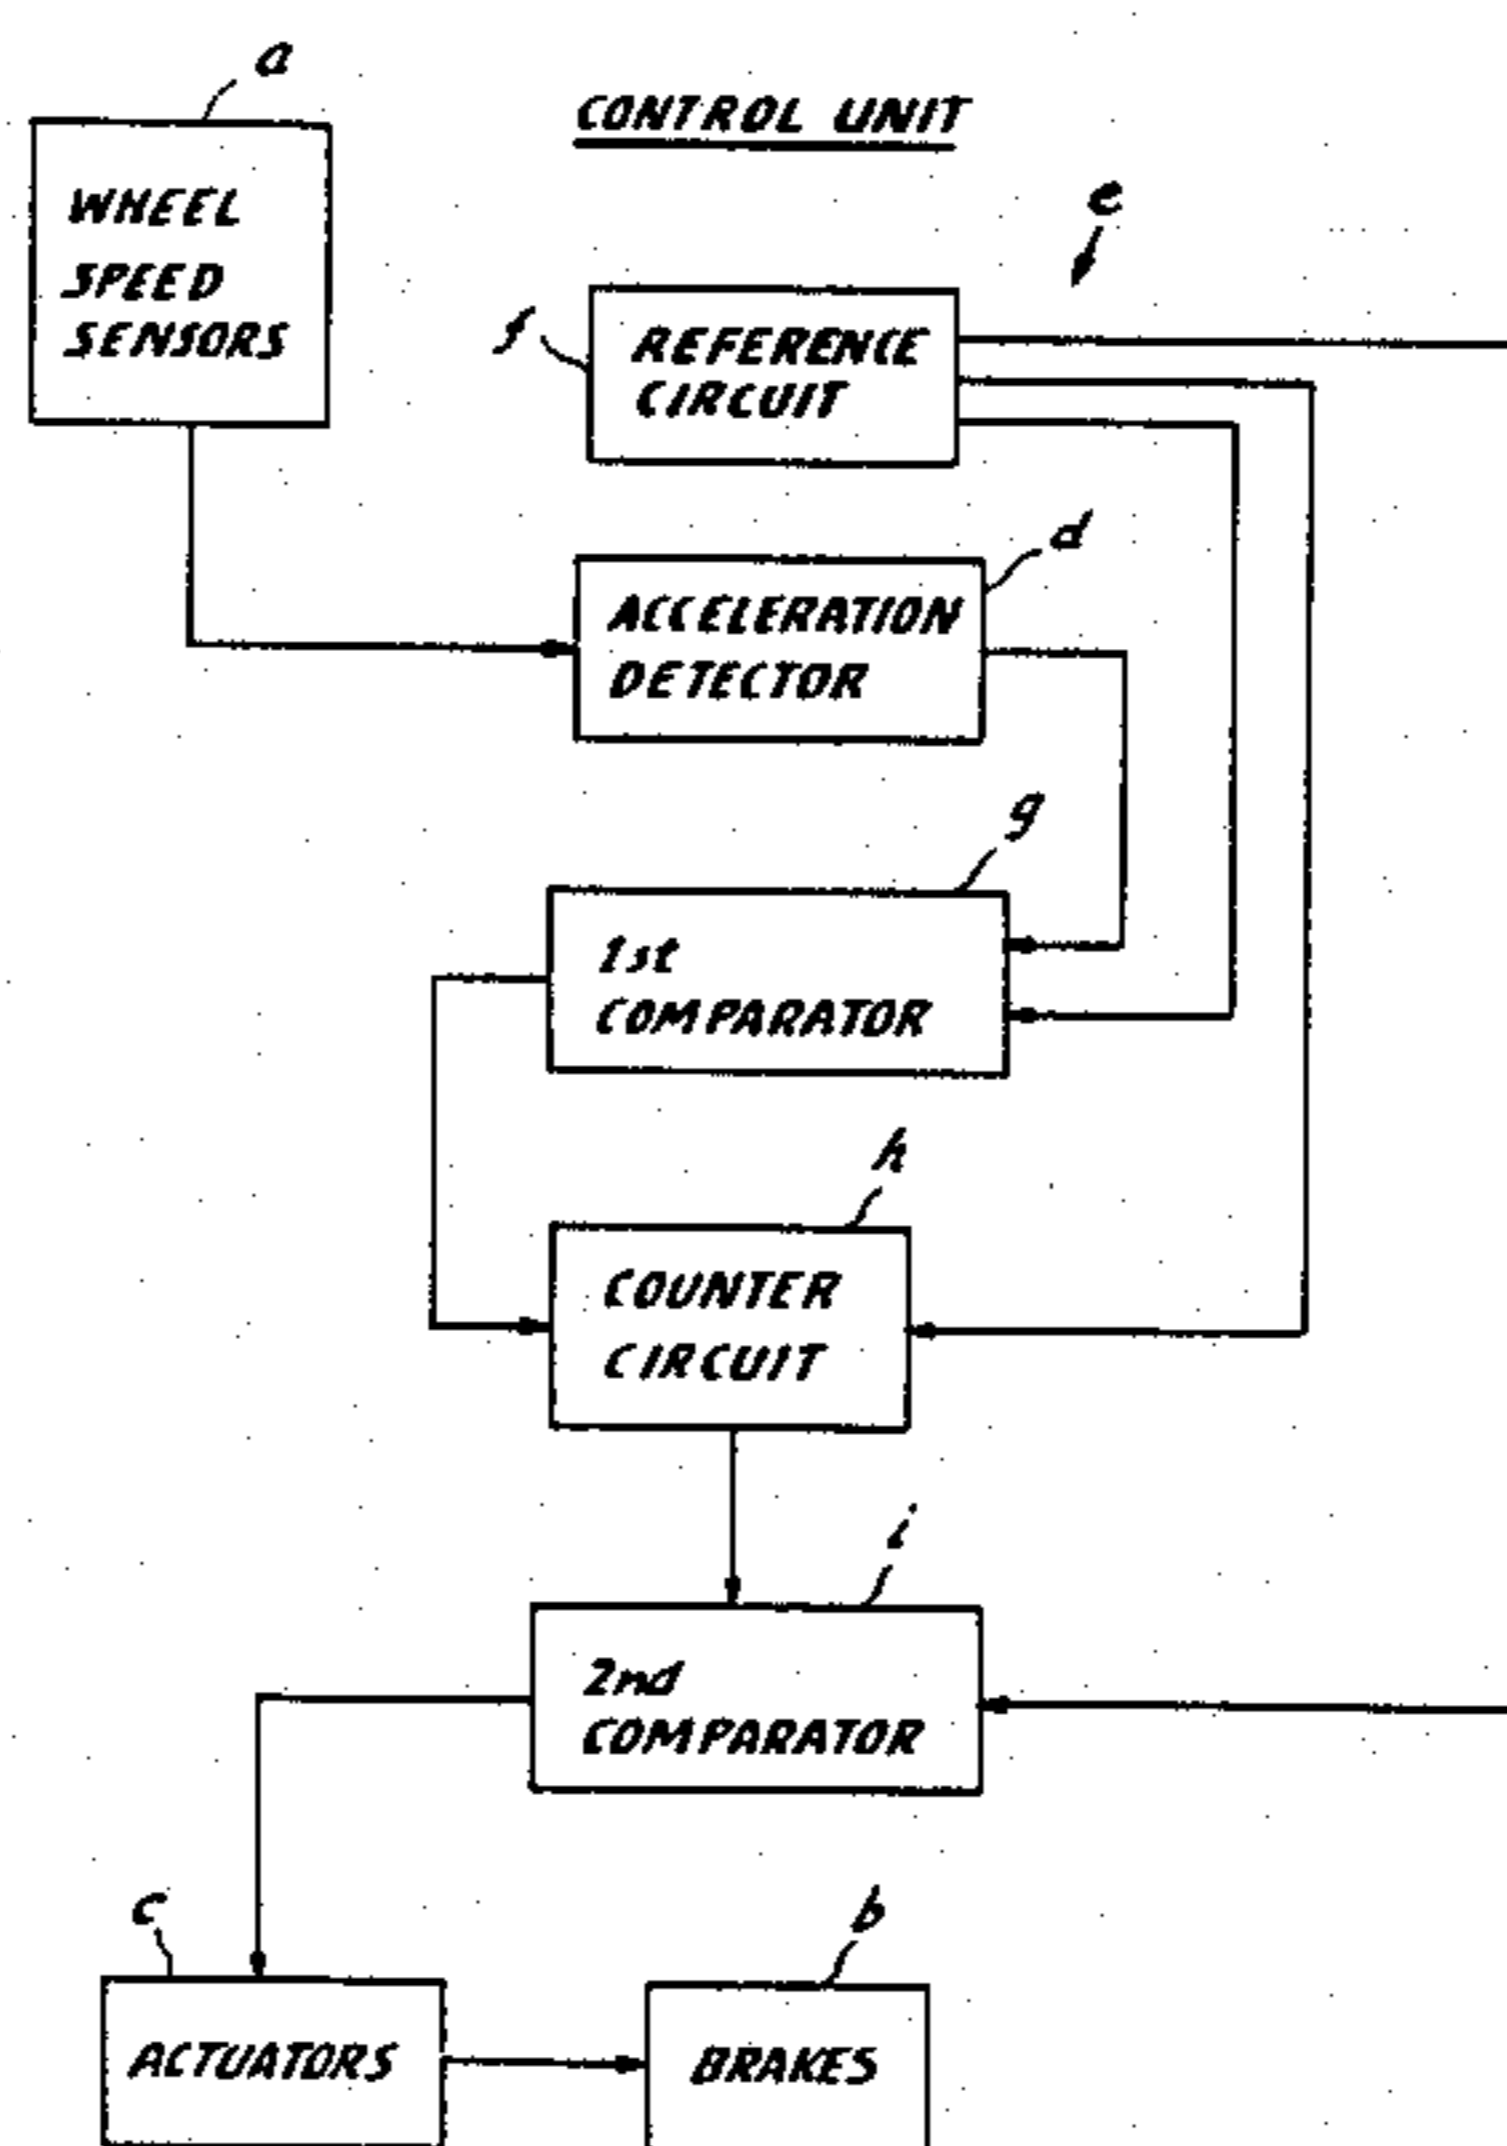 a
CONTROL UNIT
WHEEL
SPEED
SENSORS
e
f
REFERENCE
CIRCUIT
d
ACCELERATION
DETECTOR
g
1st
COMPARATOR
h
COUNTER
CIRCUIT
i
2nd
COMPARATOR
c
b
ACTUATORS
BRAKES